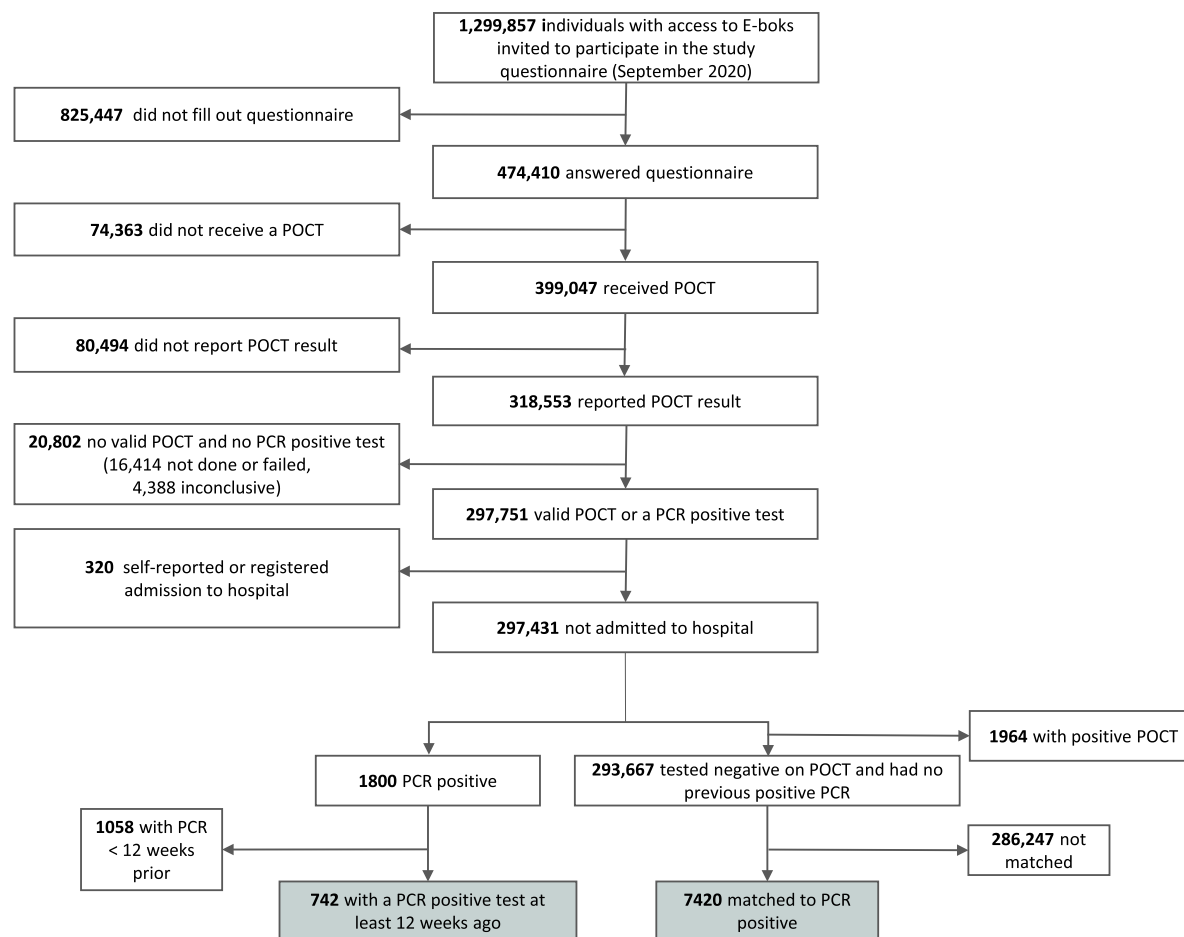 1,299,857 individuals with access to E-boks
invited to participate in the study
questionnaire (September 2020)
825,447 did not fill out questionnaire
474,410 answered questionnaire
74,363 did not receive a POCT
399,047 received POCT
80,494 did not report POCT result
318,553 reported POCT result
20,802 no valid POCT and no PCR positive test
(16,414 not done or failed,
4,388 inconclusive)
297,751 valid POCT or a PCR positive test
320 self-reported or registered
admission to hospital
297,431 not admitted to hospital
1964 with positive POCT
1800 PCR positive
293,667 tested negative on POCT and had no
previous positive PCR
1058 with PCR
< 12 weeks
prior
286,247 not
matched
742 with a PCR positive test at
least 12 weeks ago
7420 matched to PCR
positive